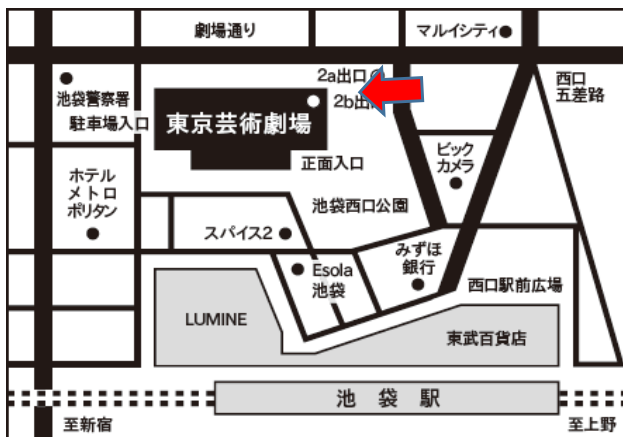 劇場通り
マルイシティ
2a出口
池袋警察署
2b出
西口
五差路
駐車場入口
東京芸術劇場
正面入口
ビック
カメラ
ホテル
メトロ
ポリタン
池袋西口公園
スパイス2
みずほ
銀行
Esola
池袋
西口駅前広場
LUMINE
東武百貨店
池袋駅
至新宿
至上野